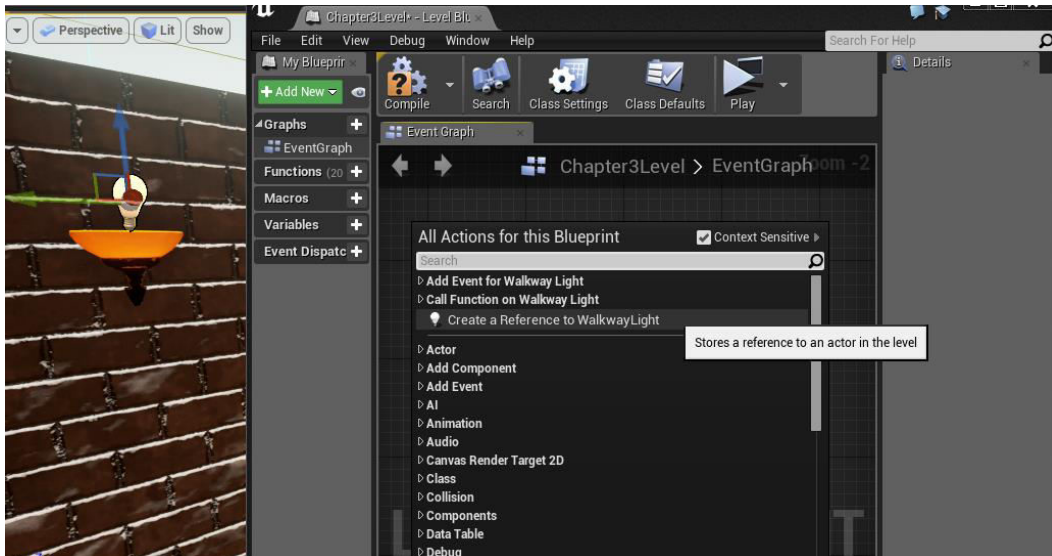 Perspective Lit Show
Chapter3Level* - Level Blu
File Edit View Debug Window Help
Search For Help
My Blueprin
Details
Add New
Compile Search Class Settings Class Defaults Play
Graphs
EventGraph
Functions (20
Macros
Variables
Event Dispatc
Event Graph
Chapter3Level > EventGraph
Zoom -2
All Actions for this Blueprint
Context Sensitive
Search
Add Event for Walkway Light
Call Function on Walkway Light
Create a Reference to WalkwayLight
Stores a reference to an actor in the level
Actor
Add Component
Add Event
AI
Animation
Audio
Canvas Render Target 2D
Class
Collision
Components
Data Table
Debug